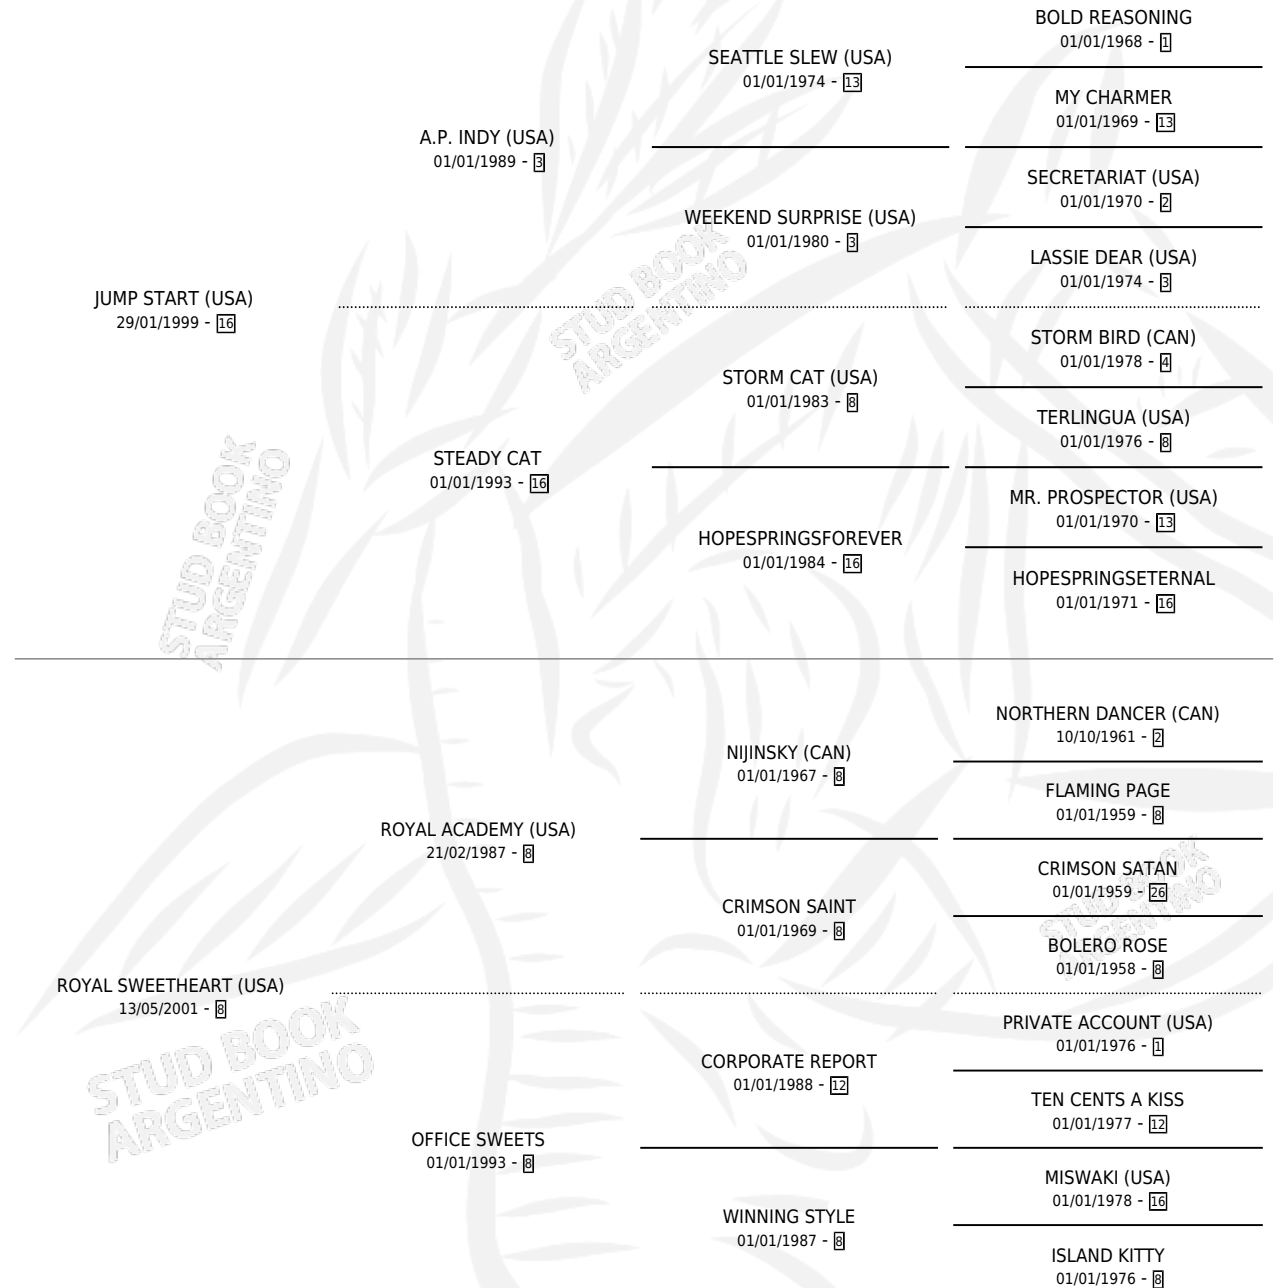 BOLD REASONING
01/01/1968 - 1
SEATTLE SLEW (USA)
01/01/1974 - 13
MY CHARMER
01/01/1969 - 13
A.P. INDY (USA)
01/01/1989 - 3
SECRETARIAT (USA)
01/01/1970 - 2
WEEKEND SURPRISE (USA)
01/01/1980 - 3
LASSIE DEAR (USA)
01/01/1974 - 3
JUMP START (USA)
29/01/1999 - 16
STORM BIRD (CAN)
01/01/1978 - 4
STORM CAT (USA)
01/01/1983 - 8
TERLINGUA (USA)
01/01/1976 - 8
STEADY CAT
01/01/1993 - 16
MR. PROSPECTOR (USA)
01/01/1970 - 13
HOPESPRINGSFOREVER
01/01/1984 - 16
HOPESPRINGSETERNAL
01/01/1971 - 16
NORTHERN DANCER (CAN)
10/10/1961 - 2
NIJINSKY (CAN)
01/01/1967 - 8
FLAMING PAGE
01/01/1959 - 8
ROYAL ACADEMY (USA)
21/02/1987 - 8
CRIMSON SATAN
01/01/1959 - 26
CRIMSON SAINT
01/01/1969 - 8
BOLERO ROSE
01/01/1958 - 8
ROYAL SWEETHEART (USA)
13/05/2001 - 8
PRIVATE ACCOUNT (USA)
01/01/1976 - 1
CORPORATE REPORT
01/01/1988 - 12
TEN CENTS A KISS
01/01/1977 - 12
OFFICE SWEETS
01/01/1993 - 8
MISWAKI (USA)
01/01/1978 - 16
WINNING STYLE
01/01/1987 - 8
ISLAND KITTY
01/01/1976 - 8
STUD BOOK
ARGENTINO
STUD BOOK
ARGENTINO
STUD BOOK
ARGENTINO
STUD BOOK
ARGENTINO